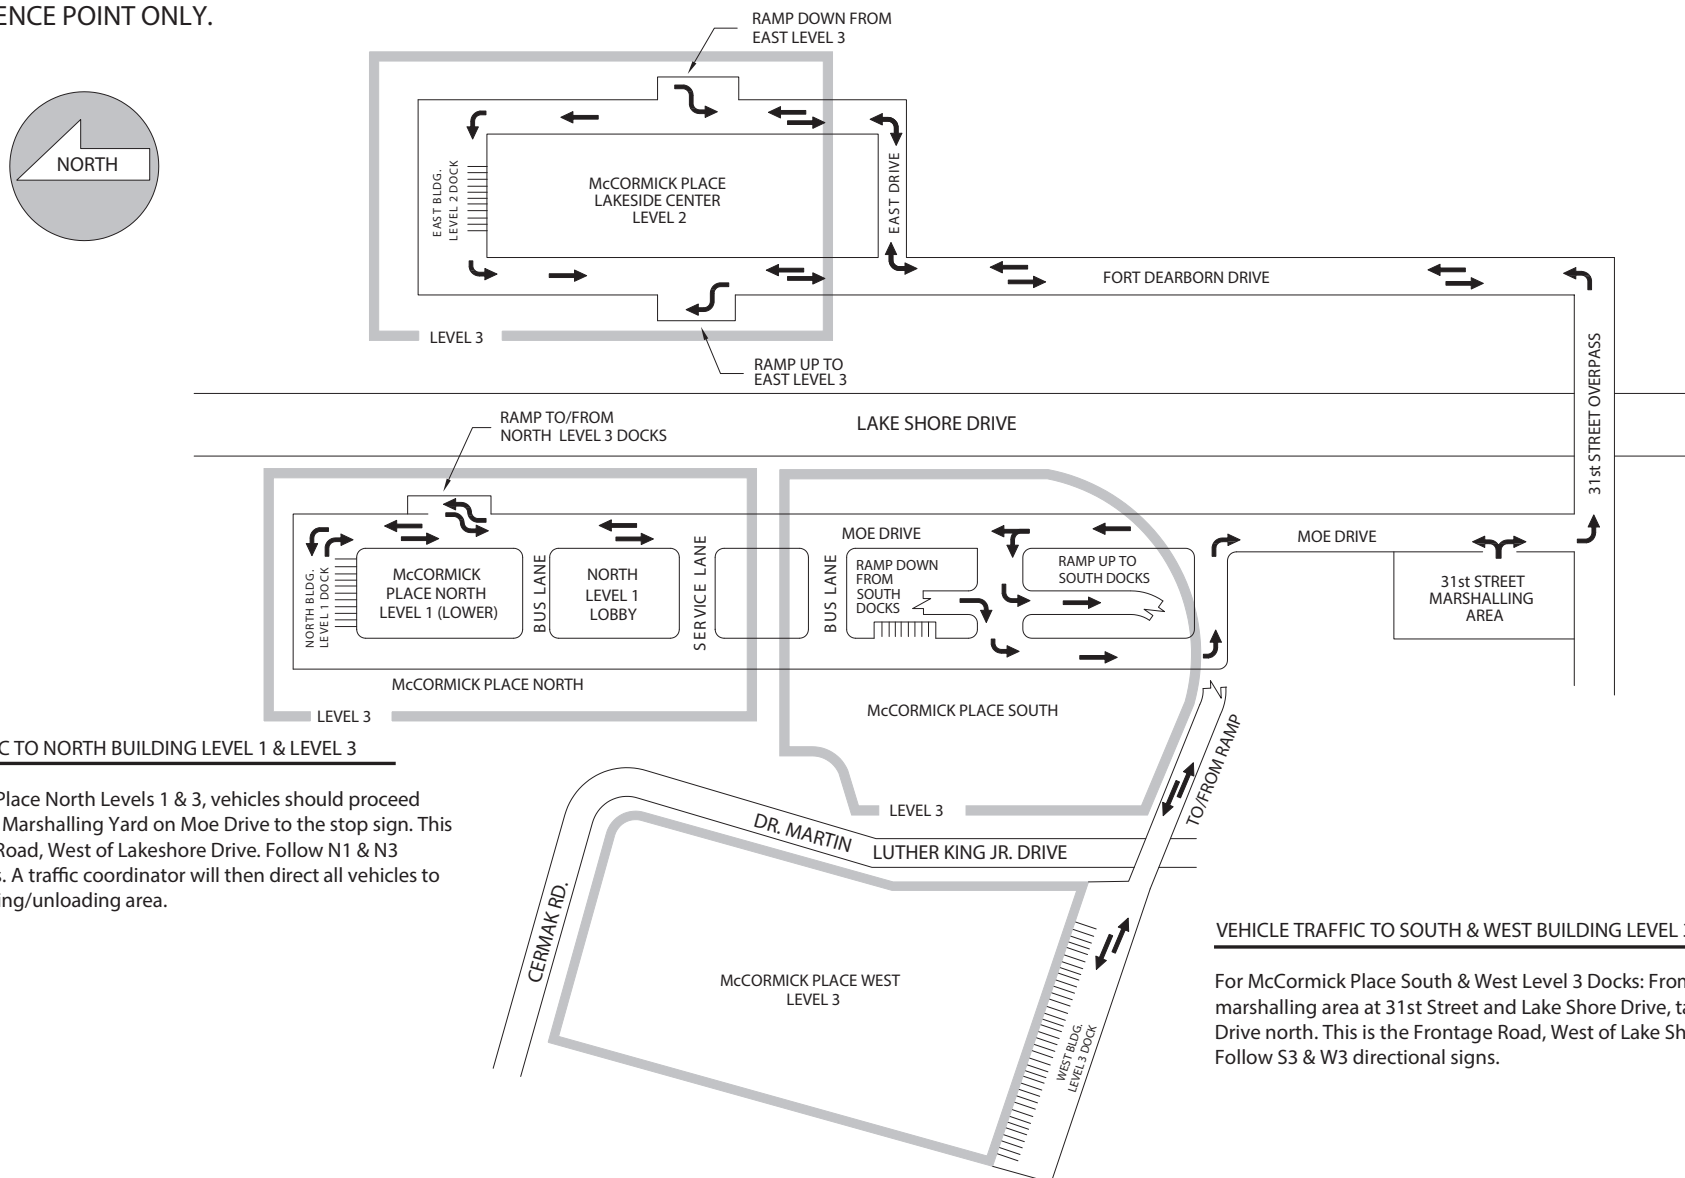 ENCE POINT ONLY.
RAMP DOWN FROM
EAST LEVEL 3
NORTH
EAST BLDG.
LEVEL 2 DOCK
McCORMICK PLACE
LAKESIDE CENTER
LEVEL 2
EAST DRIVE
FORT DEARBORN DRIVE
LEVEL 3
RAMP UP TO
EAST LEVEL 3
31st STREET OVERPASS
RAMP TO/FROM
NORTH LEVEL 3 DOCKS
LAKE SHORE DRIVE
NORTH BLDG.
LEVEL 1 DOCK
McCORMICK
PLACE NORTH
LEVEL 1 (LOWER)
BUS LANE
NORTH
LEVEL 1
LOBBY
SERVICE LANE
BUS LANE
MOE DRIVE
RAMP DOWN
FROM
SOUTH
DOCKS
RAMP UP TO
SOUTH DOCKS
MOE DRIVE
31st STREET
MARSHALLING
AREA
McCORMICK PLACE NORTH
LEVEL 3
McCORMICK PLACE SOUTH
LEVEL 3
TO/FROM RAMP
C TO NORTH BUILDING LEVEL 1 & LEVEL 3
Place North Levels 1 & 3, vehicles should proceed
Marshalling Yard on Moe Drive to the stop sign. This
Road, West of Lakeshore Drive. Follow N1 & N3
s. A traffic coordinator will then direct all vehicles to
ing/unloading area.
DR. MARTIN LUTHER KING JR. DRIVE
CERMAK RD.
McCORMICK PLACE WEST
LEVEL 3
WEST BLDG.
LEVEL 3 DOCK
VEHICLE TRAFFIC TO SOUTH & WEST BUILDING LEVEL 3
For McCormick Place South & West Level 3 Docks: From
marshalling area at 31st Street and Lake Shore Drive, ta
Drive north. This is the Frontage Road, West of Lake Sh
Follow S3 & W3 directional signs.